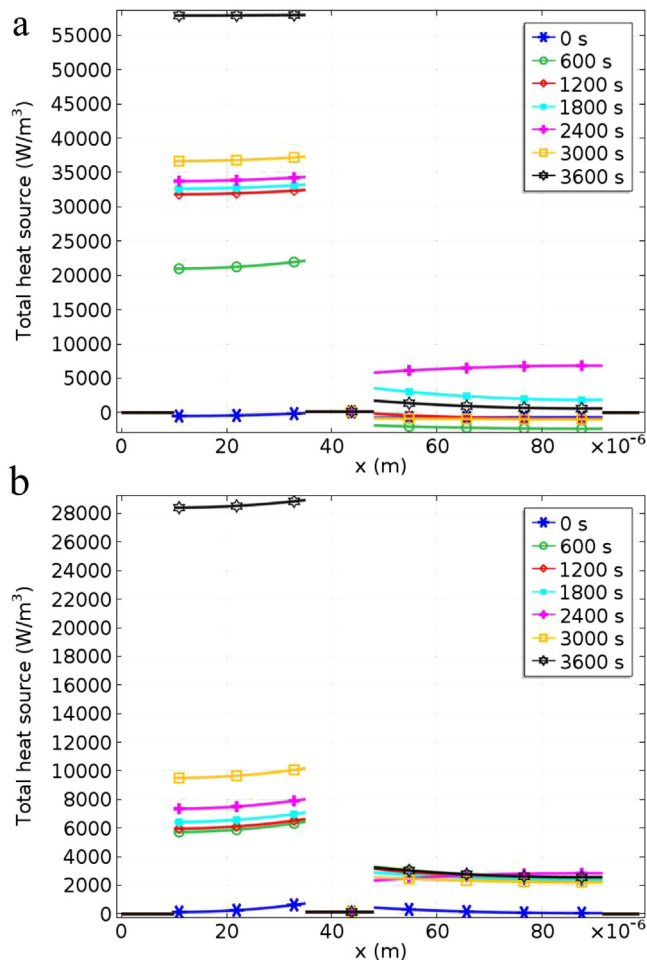 a
Total heat source (W/m³)
55000
50000
45000
40000
35000
30000
25000
20000
15000
10000
5000
0
0 s
600 s
1200 s
1800 s
2400 s
3000 s
3600 s
0 20 40 60 80 ×10⁻⁶
x (m)
b
Total heat source (W/m³)
28000
26000
24000
22000
20000
18000
16000
14000
12000
10000
8000
6000
4000
2000
0
0 s
600 s
1200 s
1800 s
2400 s
3000 s
3600 s
0 20 40 60 80 ×10⁻⁶
x (m)